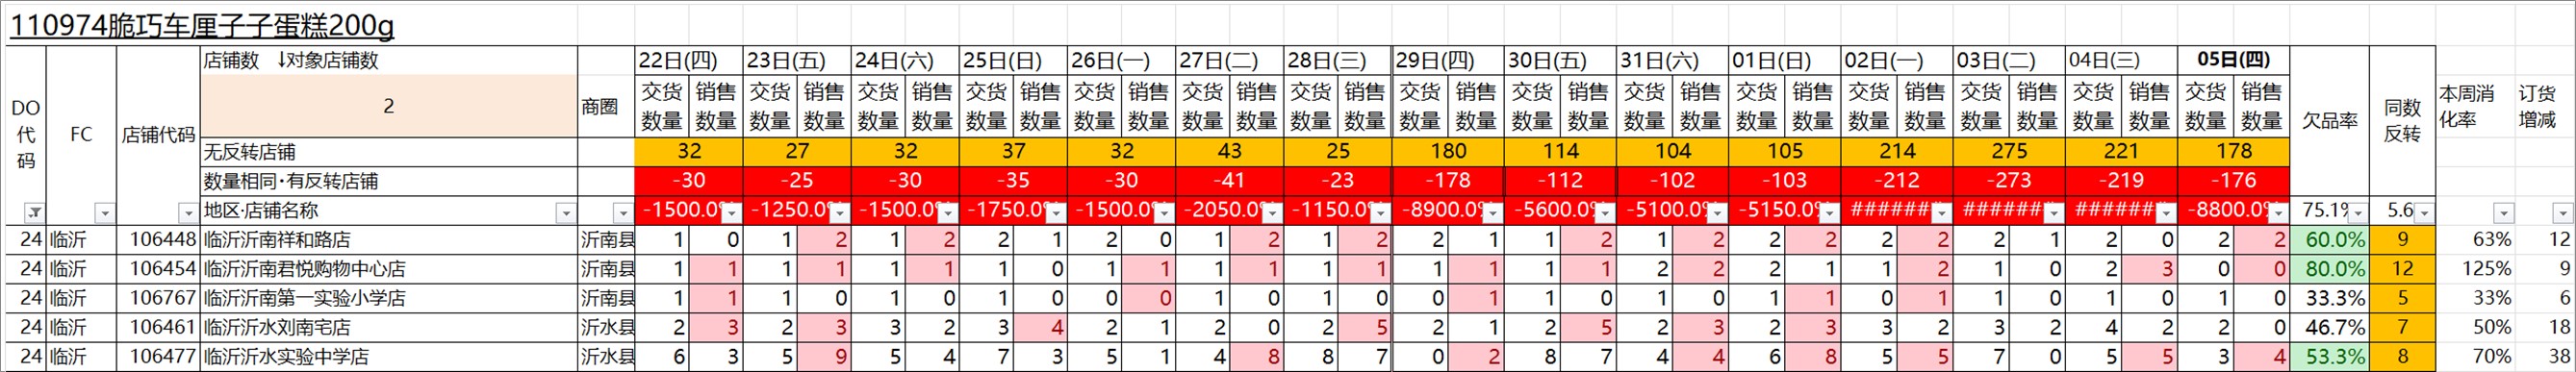 110974脆巧车厘子子蛋糕200g
店铺数 ↓对象店铺数 22日(四) 23日(五) 24日(六) 25日(日) 26日(一) 27日(二) 28日(三) 29日(四) 30日(五) 31日(六) 01日(日) 02日(一) 03日(二) 04日(三) 05日(四)
DO代码 FC 店铺代码 2 商圈 交货数量 销售数量 交货数量 销售数量 交货数量 销售数量 交货数量 销售数量 交货数量 销售数量 交货数量 销售数量 交货数量 销售数量 交货数量 销售数量 交货数量 销售数量 交货数量 销售数量 交货数量 销售数量 交货数量 销售数量 交货数量 销售数量 交货数量 销售数量 交货数量 销售数量 欠品率 同数反转 本周消化率 订货增减
无反转店铺 32 27 32 37 32 43 25 180 114 104 105 214 275 221 178
数量相同·有反转店铺 -30 -25 -30 -35 -30 -41 -23 -178 -112 -102 -103 -212 -273 -219 -176
地区·店铺名称 -1500.0% -1250.0% -1500.0% -1750.0% -1500.0% -2050.0% -1150.0% -8900.0% -5600.0% -5100.0% -5150.0% ####### ####### ####### -8800.0% 75.1% 5.6
24 临沂 106448 临沂沂南祥和路店 沂南县 1 0 1 2 1 2 2 1 2 0 1 2 1 2 2 1 1 2 1 2 2 2 2 2 2 1 2 0 2 2 60.0% 9 63% 12
24 临沂 106454 临沂沂南君悦购物中心店 沂南县 1 1 1 1 1 1 1 0 1 1 1 1 1 1 1 1 1 1 2 2 2 1 1 2 1 0 2 3 0 0 80.0% 12 125% 9
24 临沂 106767 临沂沂南第一实验小学店 沂南县 1 1 1 0 1 0 1 0 0 0 1 0 1 0 0 1 1 0 1 0 1 1 0 1 1 0 1 0 1 0 33.3% 5 33% 6
24 临沂 106461 临沂沂水刘南宅店 沂水县 2 3 2 3 3 2 3 4 2 1 2 0 2 5 2 1 2 5 2 3 2 3 3 2 3 2 4 2 2 0 46.7% 7 50% 18
24 临沂 106477 临沂沂水实验中学店 沂水县 6 3 5 9 5 4 7 3 5 1 4 8 8 7 0 2 8 7 4 4 6 8 5 5 7 0 5 5 3 4 53.3% 8 70% 38